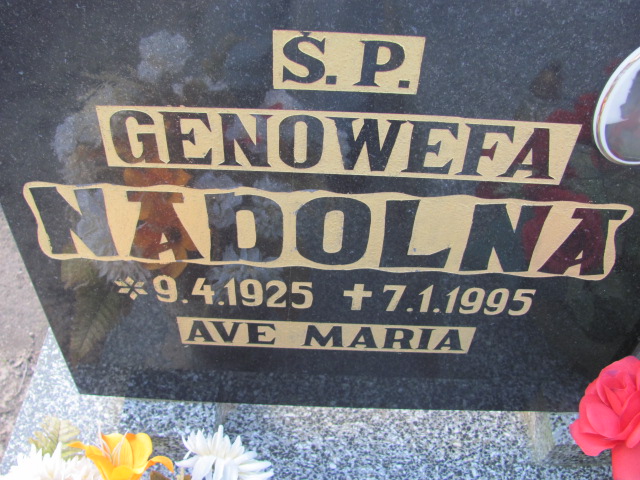 Ś.P.
GENOWEFA
NADOLNA
* 9.4.1925 ✝ 7.1.1995
AVE MARIA